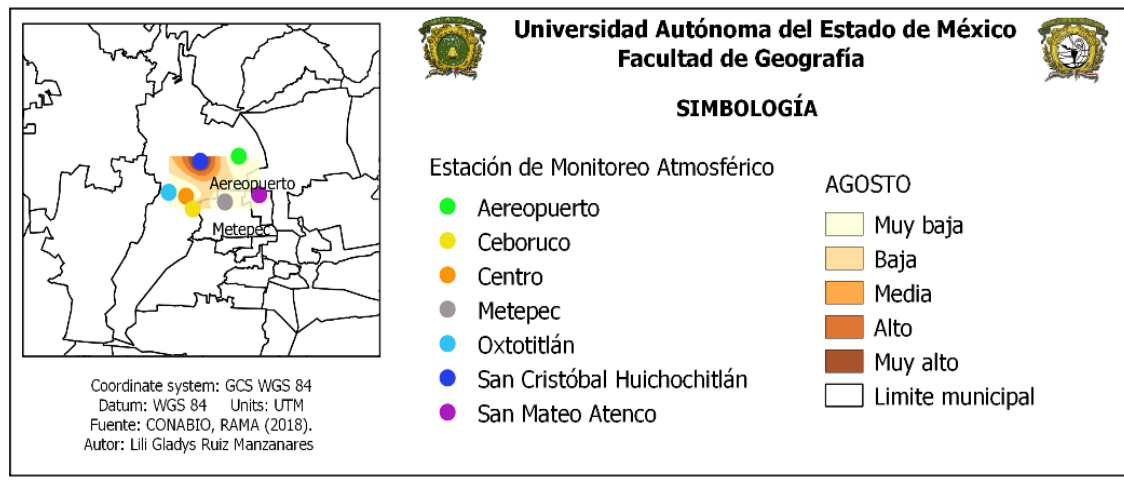 Universidad Autónoma del Estado de México
Facultad de Geografía
SIMBOLOGÍA
Aereopuerto
Metepec
Coordinate system: GCS WGS 84
Datum: WGS 84 Units: UTM
Fuente: CONABIO, RAMA (2018).
Autor: Lili Gladys Ruiz Manzanares
Estación de Monitoreo Atmosférico
Aereopuerto
Ceboruco
Centro
Metepec
Oxtotitlán
San Cristóbal Huichochitlán
San Mateo Atenco
AGOSTO
Muy baja
Baja
Media
Alto
Muy alto
Limite municipal